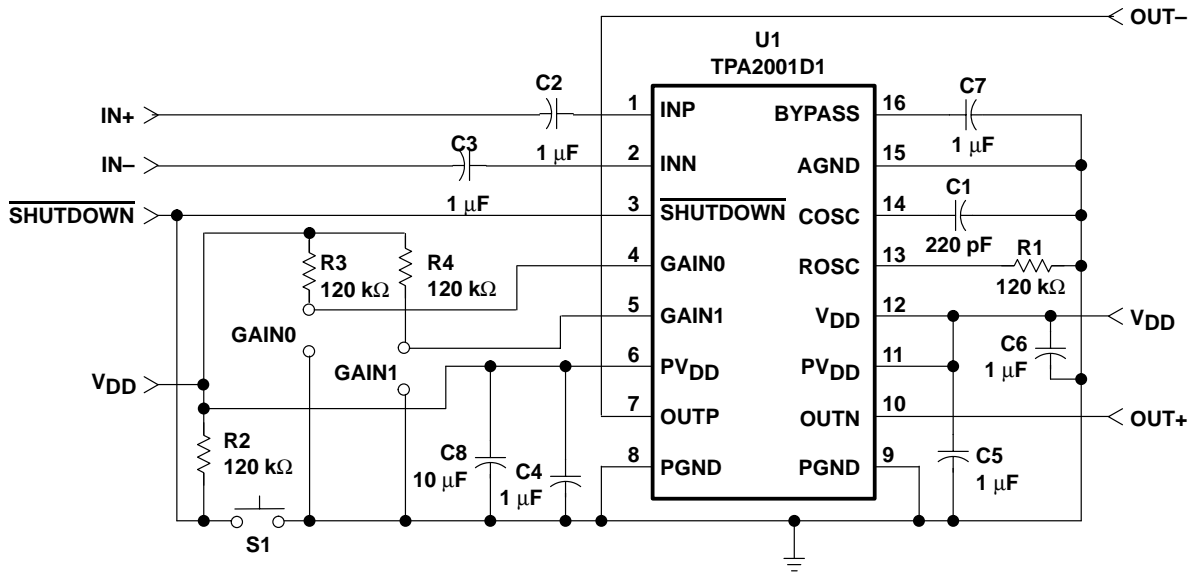 OUT–
U1
TPA2001D1
IN+
C2
1 μF
1
INP
BYPASS
16
C7
1 μF
IN–
C3
1 μF
2
INN
AGND
15
SHUTDOWN
3
SHUTDOWN
COSC
14
C1
220 pF
R3
120 kΩ
R4
120 kΩ
4
GAIN0
ROSC
13
R1
120 kΩ
GAIN0
5
GAIN1
VDD
12
VDD
C6
1 μF
VDD
GAIN1
6
PVDD
PVDD
11
7
OUTP
OUTN
10
OUT+
R2
120 kΩ
C8
10 μF
C4
1 μF
8
PGND
PGND
9
C5
1 μF
S1